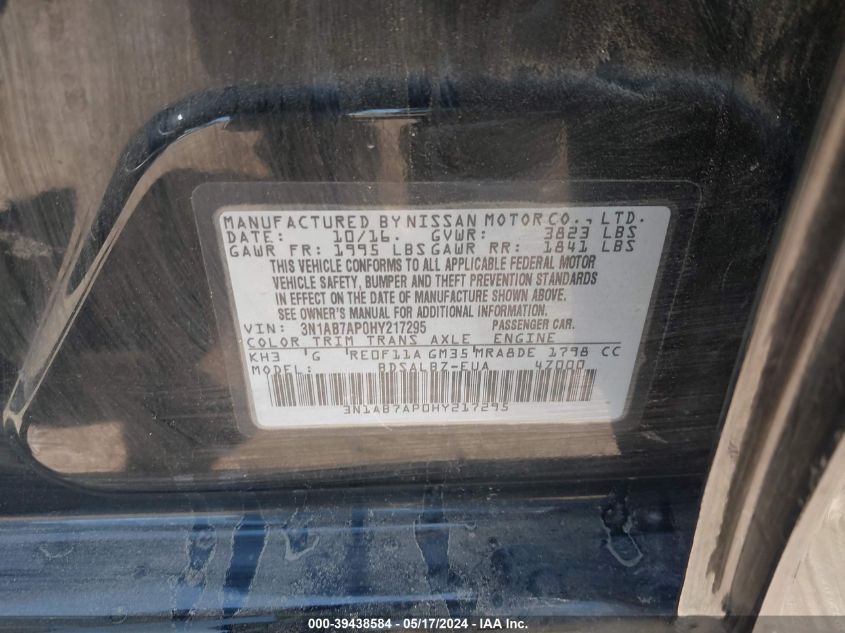 MANUFACTURED BY NISSAN MOTOR CO., LTD.
DATE: 10/16. GVWR: 3823 LBS
GAWR FR: 1995 LBS GAWR RR: 1841 LBS
THIS VEHICLE CONFORMS TO ALL APPLICABLE FEDERAL MOTOR
VEHICLE SAFETY, BUMPER AND THEFT PREVENTION STANDARDS
IN EFFECT ON THE DATE OF MANUFACTURE SHOWN ABOVE.
SEE OWNER'S MANUAL FOR ADDITIONAL INFORMATION.
VIN: 3N1AB7AP0HY217295 PASSENGER CAR.
COLOR TRIM TRANS AXLE ENGINE
KH3 'G 'RE0F11A GM35 MRA8DE 1798 CC
MODEL: BDSALBZ-EUA 4Z000
3N1AB7AP0HY217295
000-39438584 - 05/17/2024 - IAA Inc.